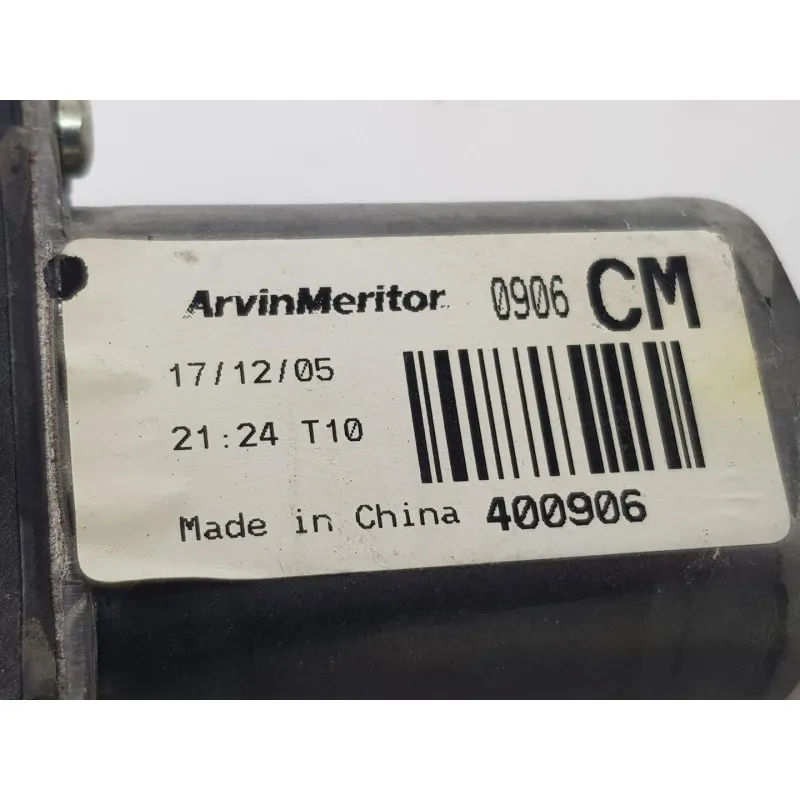 ArvinMeritor 0906 CM
17/12/05
21:24 T10
Made in China 400906